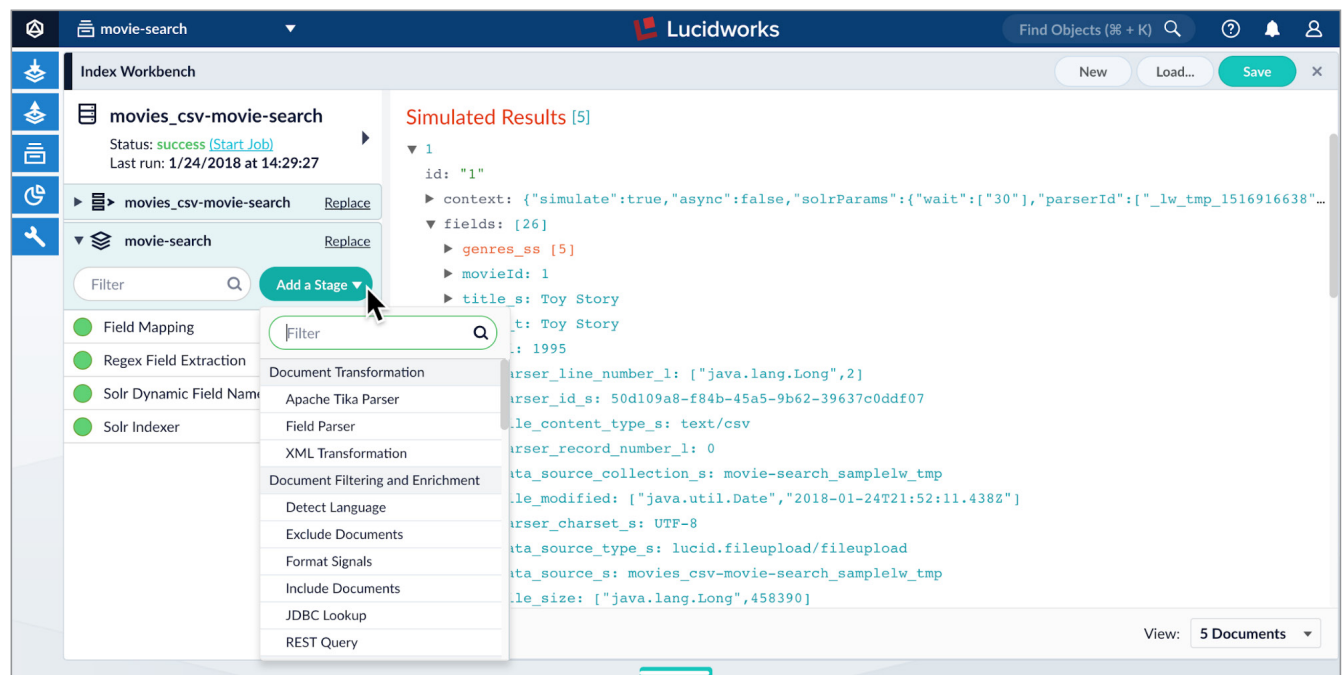 movie-search
Lucidworks
Find Objects (⌘ + K)
Index Workbench
New
Load...
Save
movies_csv-movie-search
Status: success (Start Job)
Last run: 1/24/2018 at 14:29:27
movies_csv-movie-search Replace
movie-search Replace
Filter
Add a Stage
Field Mapping
Regex Field Extraction
Solr Dynamic Field Name
Solr Indexer
Filter
Document Transformation
Apache Tika Parser
Field Parser
XML Transformation
Document Filtering and Enrichment
Detect Language
Exclude Documents
Format Signals
Include Documents
JDBC Lookup
REST Query
Simulated Results [5]
1
id: "1"
context: {"simulate":true,"async":false,"solrParams":{"wait":["30"],"parserId":["_lw_tmp_1516916638"…
fields: [26]
genres_ss [5]
movieId: 1
title_s: Toy Story
_t: Toy Story
: 1995
arser_line_number_l: ["java.lang.Long",2]
arser_id_s: 50d109a8-f84b-45a5-9b62-39637c0ddf07
le_content_type_s: text/csv
arser_record_number_l: 0
ata_source_collection_s: movie-search_samplelw_tmp
le_modified: ["java.util.Date","2018-01-24T21:52:11.438Z"]
arser_charset_s: UTF-8
ata_source_type_s: lucid.fileupload/fileupload
ata_source_s: movies_csv-movie-search_samplelw_tmp
le_size: ["java.lang.Long",458390]
View: 5 Documents